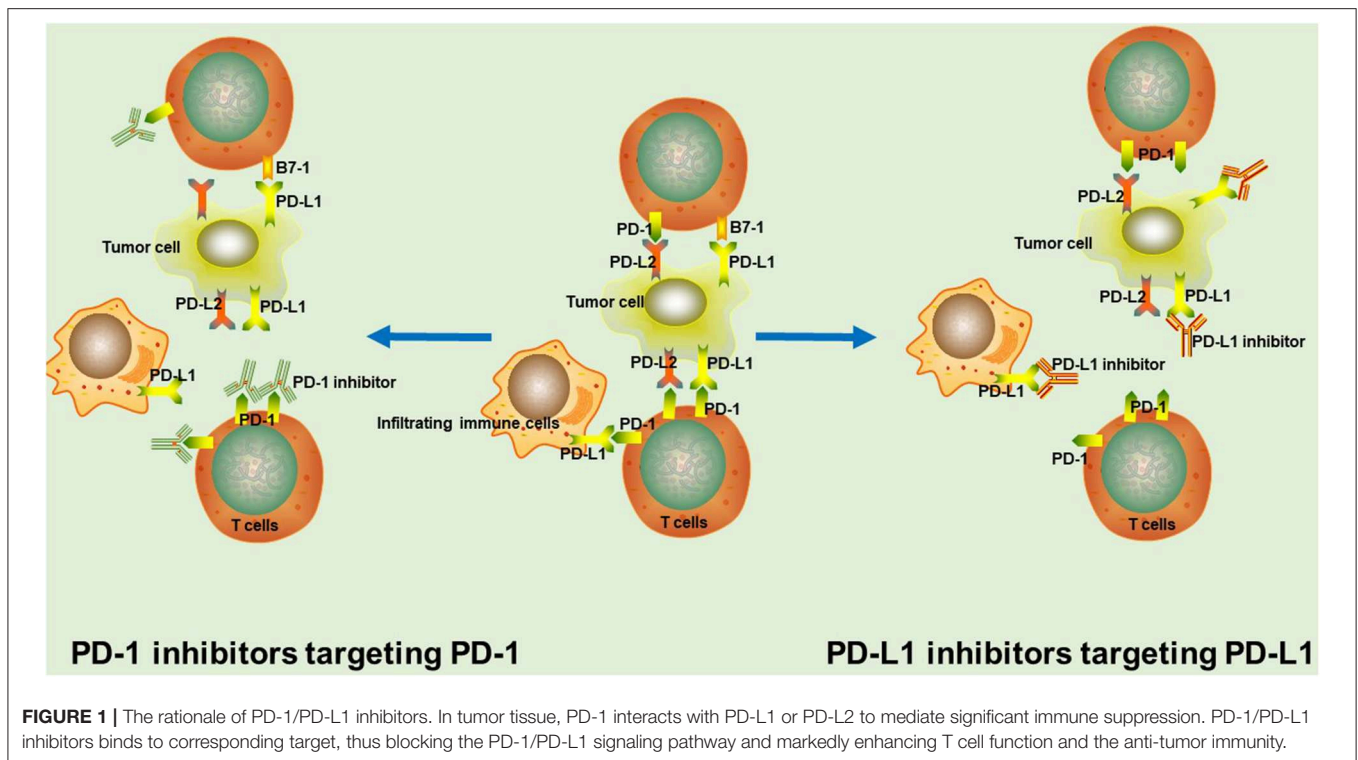 B7-1
PD-L1
Tumor cell
PD-L2
PD-L1
PD-L1
PD-1 inhibitor
PD-1
T cells
PD-1
B7-1
PD-L2
PD-L1
Tumor cell
PD-L2
PD-L1
Infiltrating immune cells
PD-1
PD-1
PD-L1
T cells
PD-1
PD-L2
Tumor cell
PD-L2
PD-L1
PD-L1 inhibitor
PD-L1 inhibitor
PD-L1
PD-1
PD-1
T cells
PD-1 inhibitors targeting PD-1
PD-L1 inhibitors targeting PD-L1
FIGURE 1 | The rationale of PD-1/PD-L1 inhibitors. In tumor tissue, PD-1 interacts with PD-L1 or PD-L2 to mediate significant immune suppression. PD-1/PD-L1
inhibitors binds to corresponding target, thus blocking the PD-1/PD-L1 signaling pathway and markedly enhancing T cell function and the anti-tumor immunity.